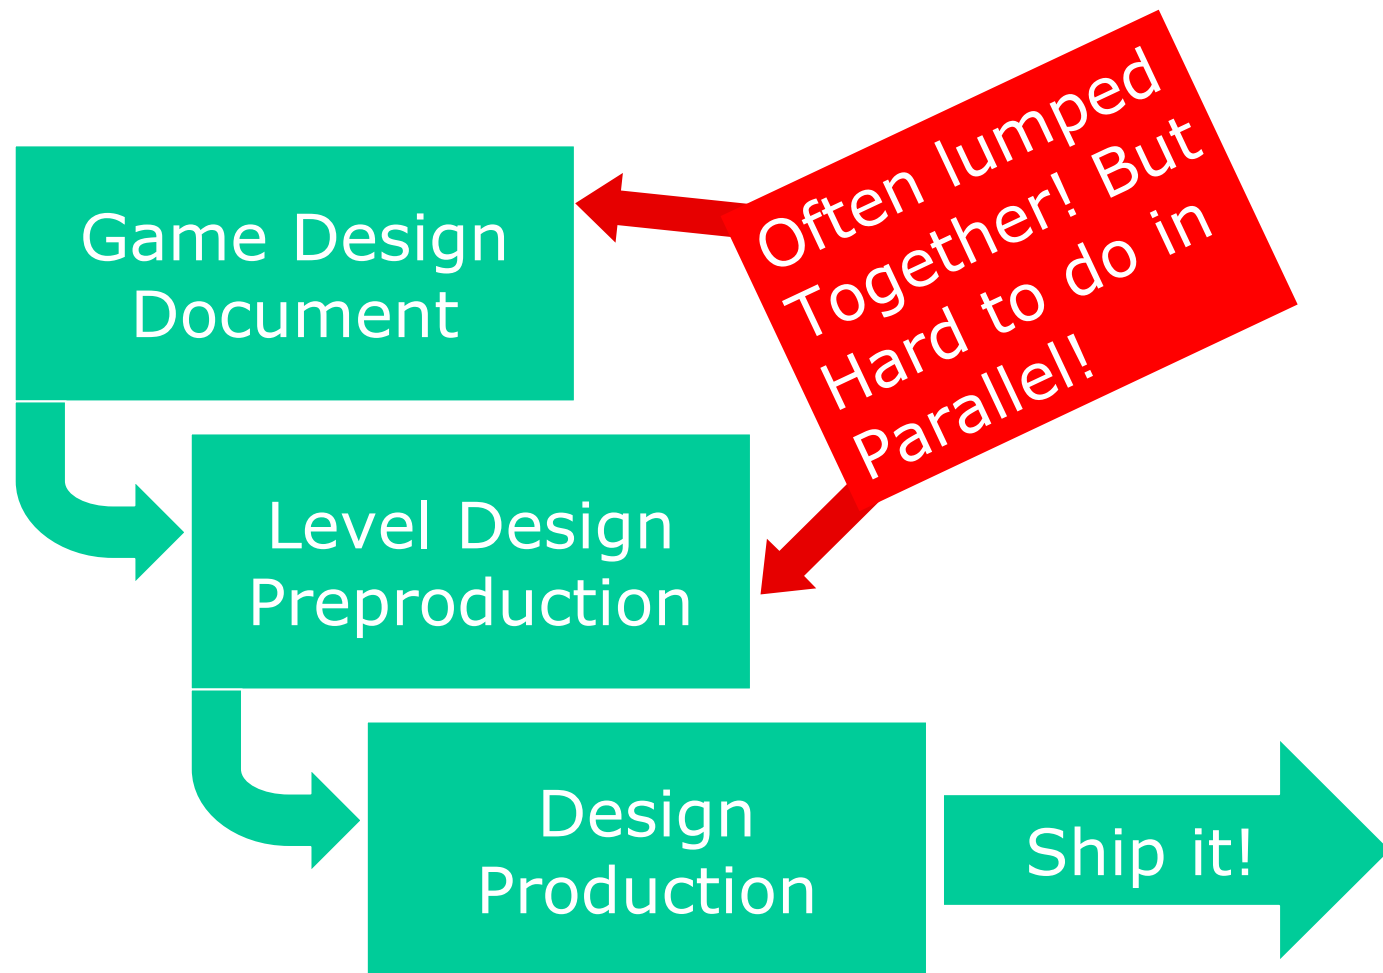 Game Design
Document
Often lumped
Together! But
Hard to do in
Parallel!
Level Design
Preproduction
Design
Production
Ship it!